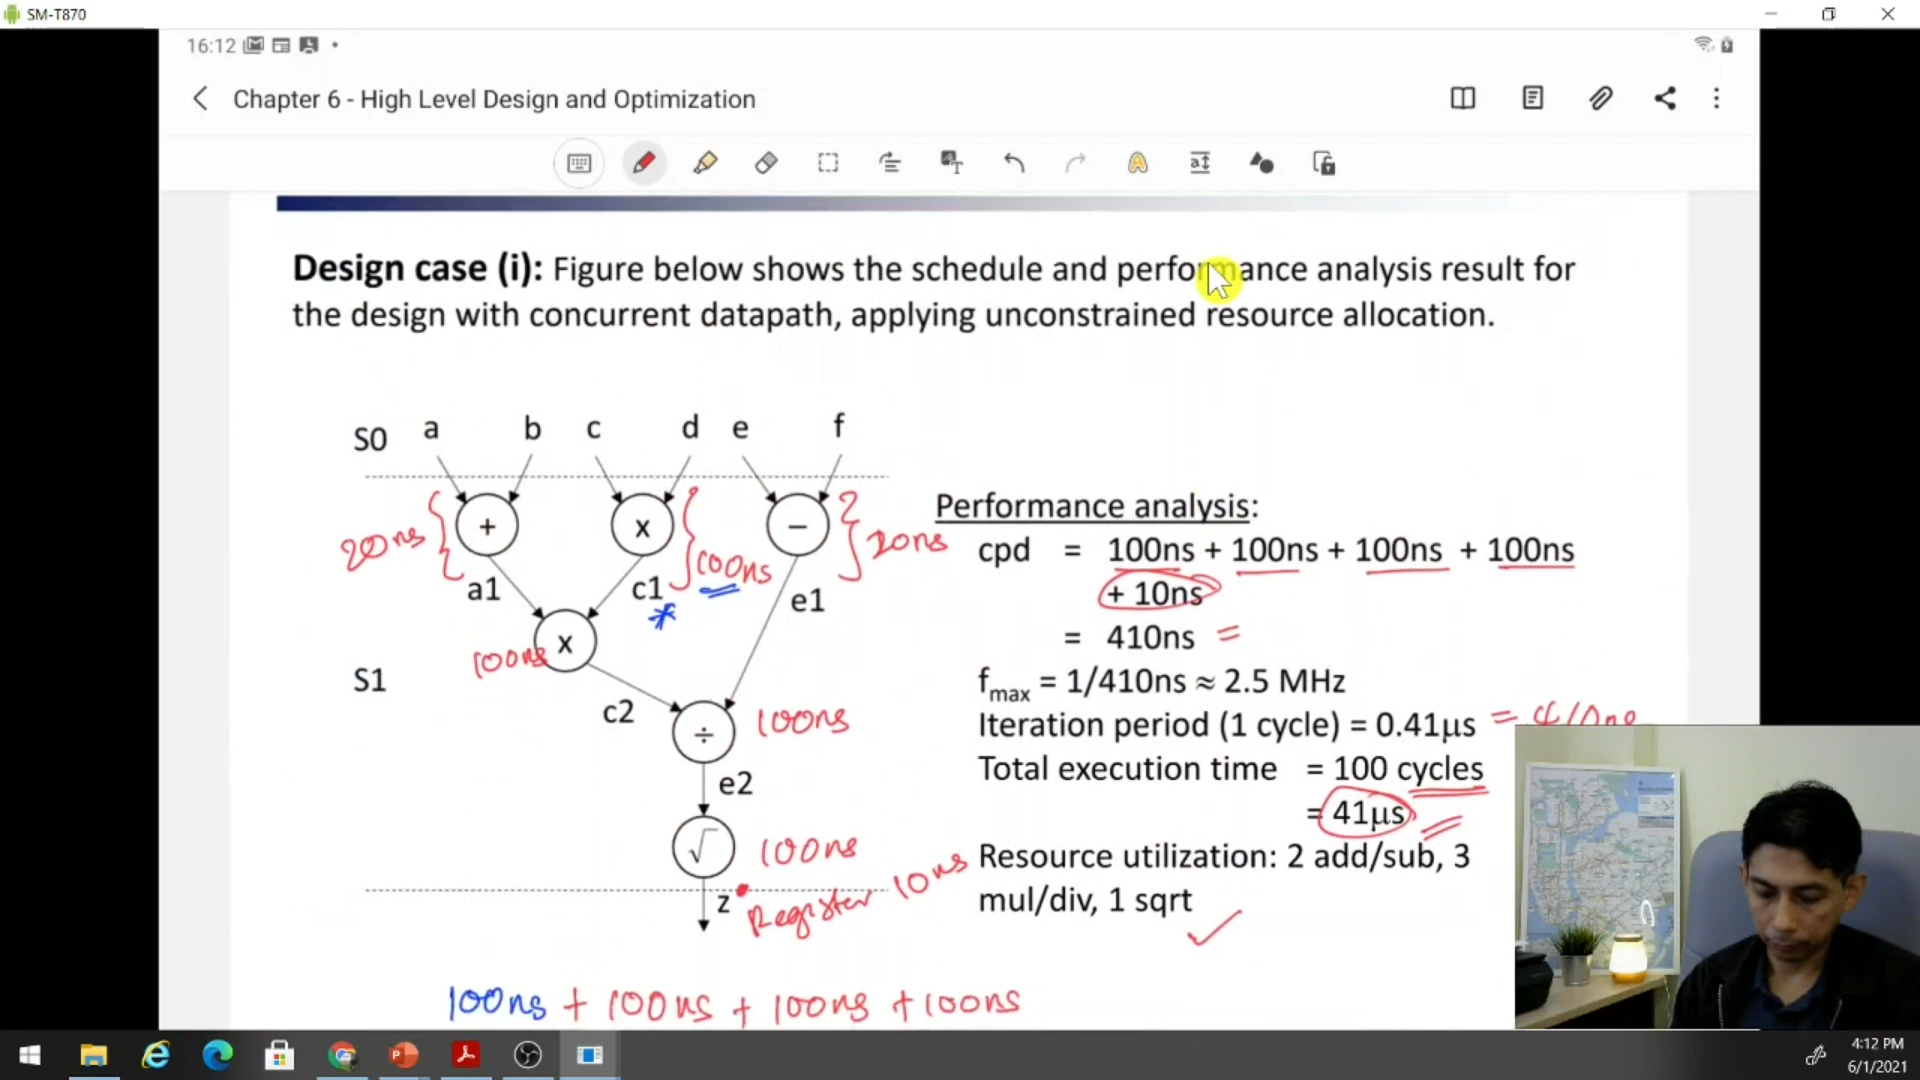 SM-T870
16:12
Chapter 6 - High Level Design and Optimization
Design case (i): Figure below shows the schedule and performance analysis result for
the design with concurrent datapath, applying unconstrained resource allocation.
S0 a b c d e f
+ x −
20ns 100ns 20ns
a1 c1 * e1
x
100ns
S1
c2
÷ 100ns
e2
√ 100ns
z Register 10ns
Performance analysis:
cpd = 100ns + 100ns + 100ns + 100ns
+ 10ns
= 410ns =
fmax = 1/410ns ≈ 2.5 MHz
Iteration period (1 cycle) = 0.41μs = 410ns
Total execution time = 100 cycles
= 41μs
Resource utilization: 2 add/sub, 3
mul/div, 1 sqrt
100ns + 100ns + 100ns + 100ns
4:12 PM
6/1/2021